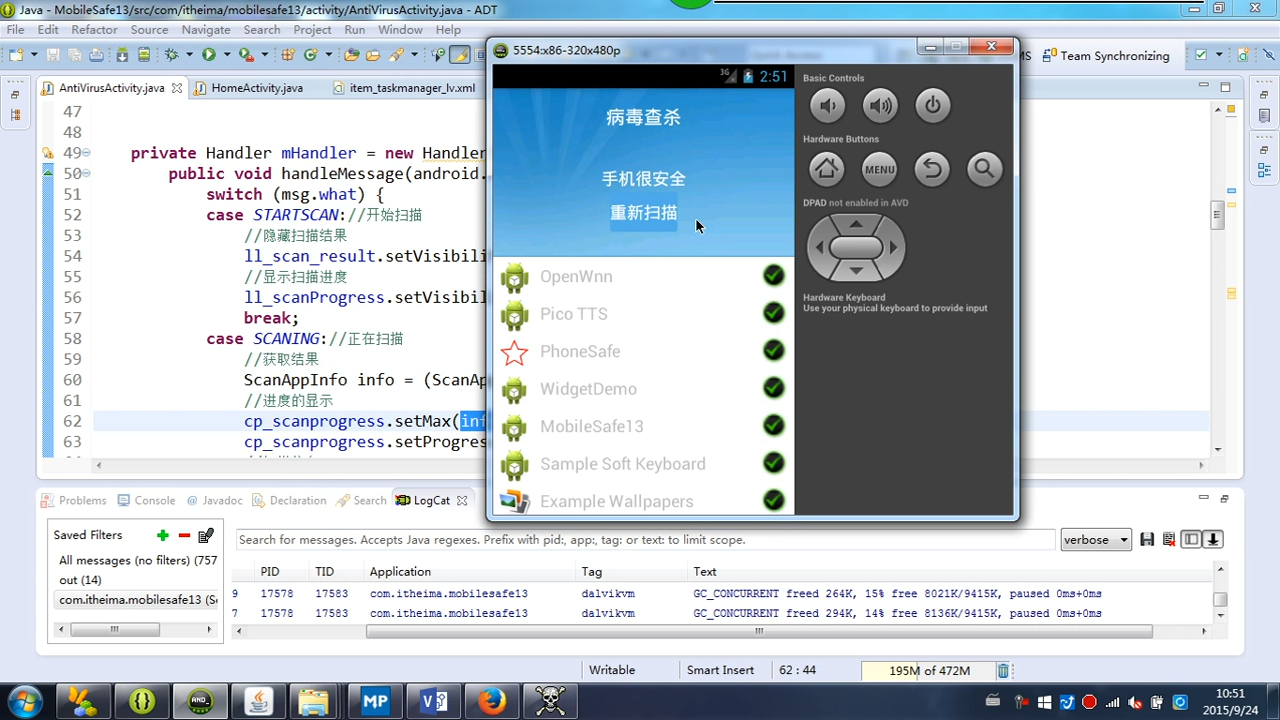 Java - MobileSafe13/src/com/itheima/mobilesafe13/activity/AntiVirusActivity.java - ADT
File Edit Refactor Source Navigate Search Project Run Window Help
Team Synchronizing
AntiVirusActivity.java HomeActivity.java item_taskmanager_lv.xml
47
48
49 private Handler mHandler = new Handler
50 public void handleMessage(android.
51 switch (msg.what) {
52 case STARTSCAN://开始扫描
53 //隐藏扫描结果
54 ll_scan_result.setVisibili
55 //显示扫描进度
56 ll_scanProgress.setVisibil
57 break;
58 case SCANING://正在扫描
59 //获取结果
60 ScanAppInfo info = (ScanAp
61 //进度的显示
62 cp_scanprogress.setMax(inf
63 cp_scanprogress.setProgres
5554:x86-320x480p
3G 2:51
病毒查杀
手机很安全
重新扫描
OpenWnn
Pico TTS
PhoneSafe
WidgetDemo
MobileSafe13
Sample Soft Keyboard
Example Wallpapers
Basic Controls
Hardware Buttons
MENU
DPAD not enabled in AVD
Hardware Keyboard
Use your physical keyboard to provide input
Problems Console Javadoc Declaration Search LogCat
Saved Filters
All messages (no filters) (757
out (14)
com.itheima.mobilesafe13 (Se
Search for messages. Accepts Java regexes. Prefix with pid:, app:, tag: or text: to limit scope.
verbose
PID TID Application Tag Text
9 17578 17583 com.itheima.mobilesafe13 dalvikvm GC_CONCURRENT freed 264K, 15% free 8021K/9415K, paused 0ms+0ms
7 17578 17583 com.itheima.mobilesafe13 dalvikvm GC_CONCURRENT freed 294K, 14% free 8136K/9415K, paused 0ms+0ms
Writable Smart Insert 62 : 44 195M of 472M
MP
10:51
2015/9/24